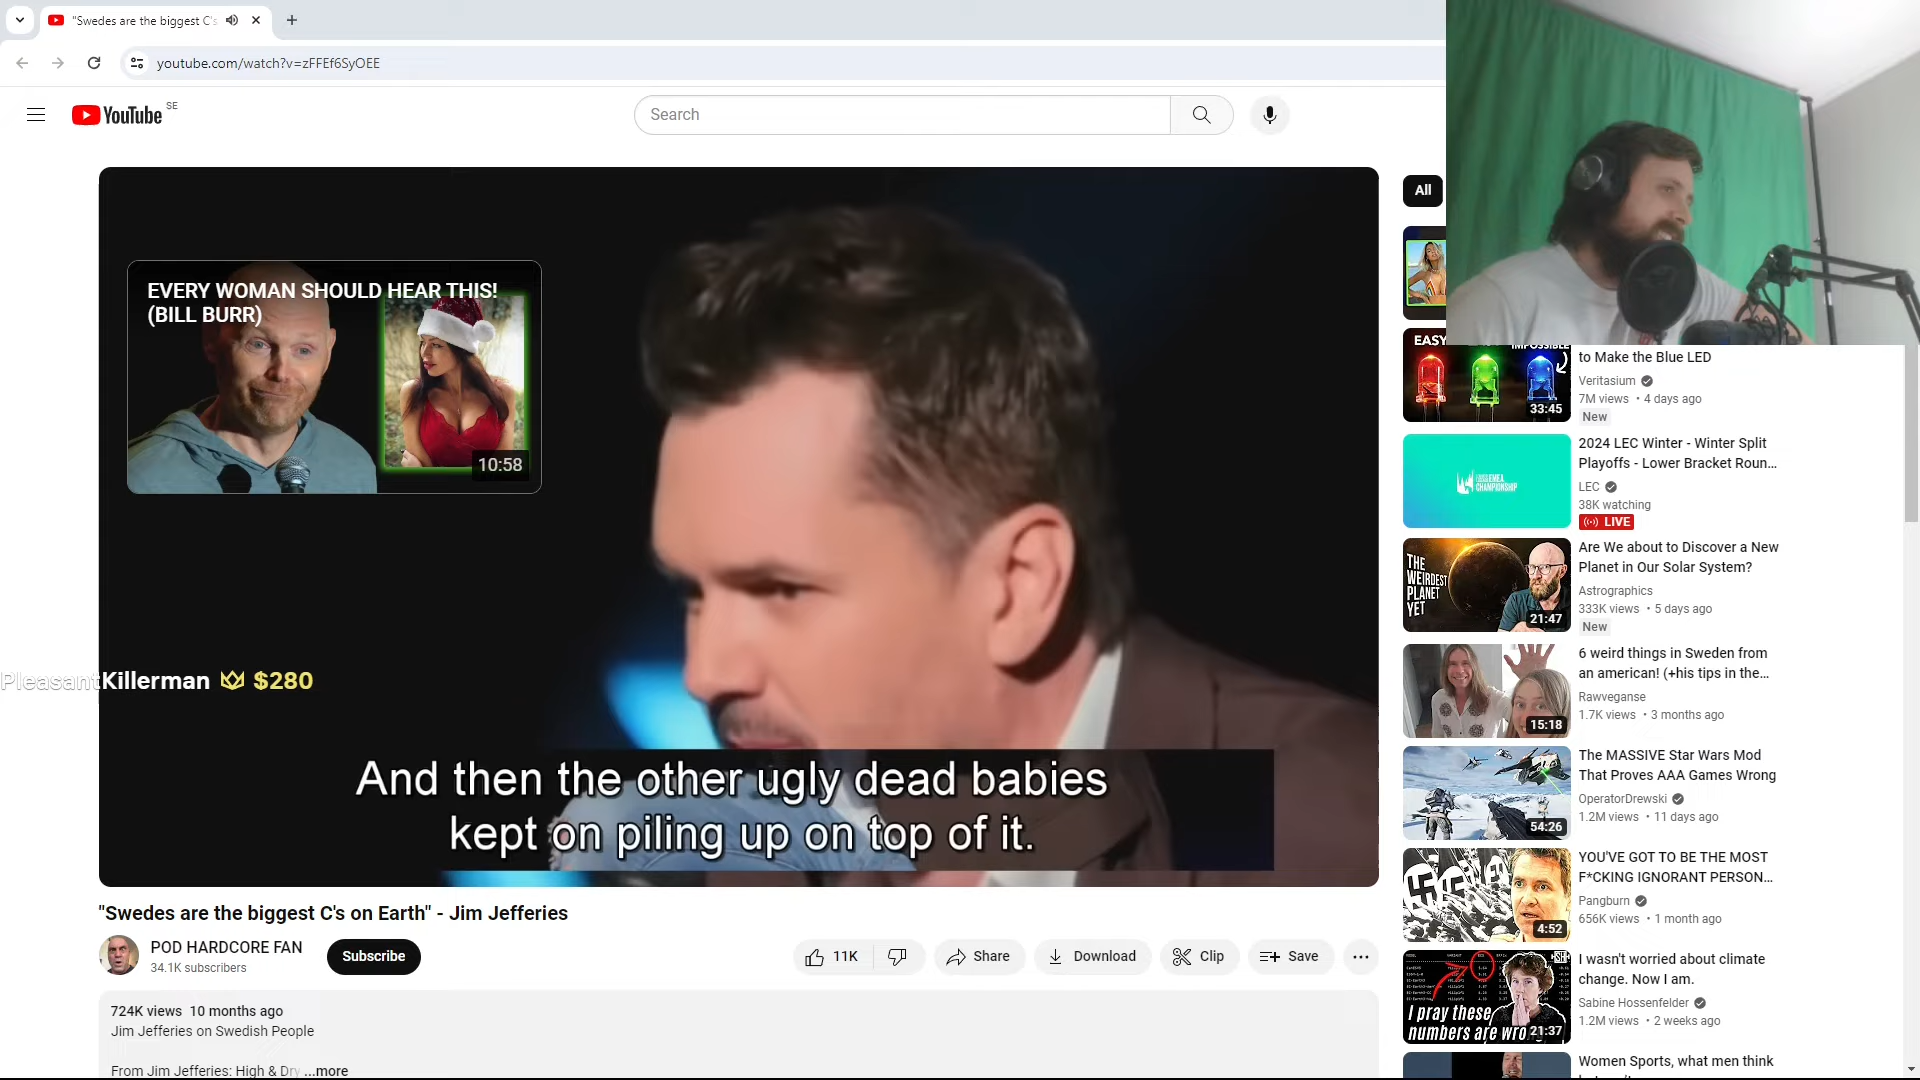 "Swedes are the biggest C's
youtube.com/watch?v=zFFEf6SyOEE
YouTube SE
Search
All
EVERY WOMAN SHOULD HEAR THIS!
(BILL BURR)
10:58
PleasantKillerman $280
And then the other ugly dead babies
kept on piling up on top of it.
"Swedes are the biggest C's on Earth" - Jim Jefferies
POD HARDCORE FAN
34.1K subscribers
Subscribe
11K
Share
Download
Clip
Save
724K views 10 months ago
Jim Jefferies on Swedish People
From Jim Jefferies: High & Dry ...more
EASY
IMPOSSIBLE
33:45
to Make the Blue LED
Veritasium
7M views • 4 days ago
New
EMEA
CHAMPIONSHIP
2024 LEC Winter - Winter Split
Playoffs - Lower Bracket Roun...
LEC
38K watching
LIVE
THE
WEIRDEST
PLANET
YET
21:47
Are We about to Discover a New
Planet in Our Solar System?
Astrographics
333K views • 5 days ago
New
15:18
6 weird things in Sweden from
an american! (+his tips in the...
Rawveganse
1.7K views • 3 months ago
54:26
The MASSIVE Star Wars Mod
That Proves AAA Games Wrong
OperatorDrewski
1.2M views • 11 days ago
4:52
YOU'VE GOT TO BE THE MOST
F*CKING IGNORANT PERSON...
Pangburn
656K views • 1 month ago
I pray these
numbers are wro
21:37
I wasn't worried about climate
change. Now I am.
Sabine Hossenfelder
1.2M views • 2 weeks ago
Women Sports, what men think